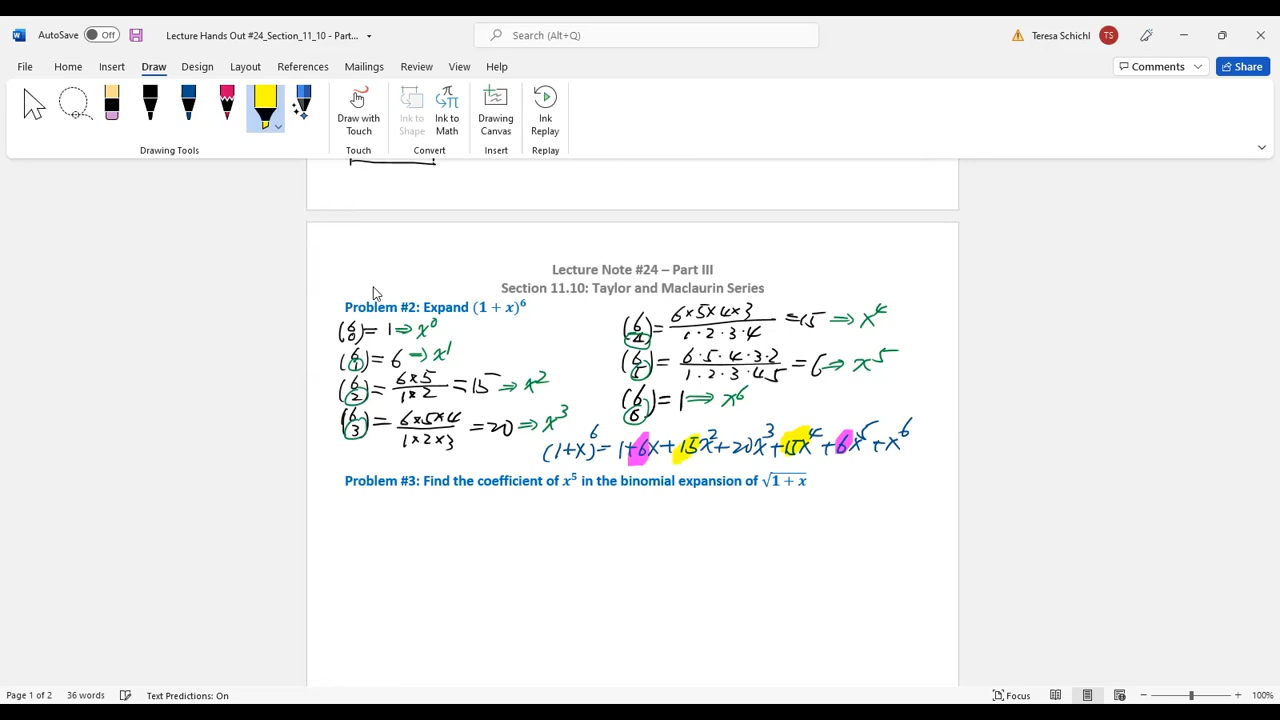 AutoSave Off Lecture Hands Out #24_Section_11_10 - Part... Search (Alt+Q) Teresa Schichl TS
File Home Insert Draw Design Layout References Mailings Review View Help Comments Share
Draw with Touch Ink to Shape Ink to Math Drawing Canvas Ink Replay
Drawing Tools Touch Convert Insert Replay
Lecture Note #24 – Part III
Section 11.10: Taylor and Maclaurin Series
Problem #2: Expand (1 + x)⁶
(6 0) = 1 ⇒ x⁰
(6 1) = 6 → x¹
(6 2) = 6×5 / 1×2 = 15 ⇒ x²
(6 3) = 6×5×4 / 1×2×3 = 20 ⇒ x³
(6 4) = 6×5×4×3 / 1·2·3·4 = 15 ⇒ x⁴
(6 5) = 6·5·4·3·2 / 1·2·3·4 5 = 6 ⇒ x⁵
(6 6) = 1 ⇒ x⁶
(1+x)⁶ = 1+6x+15x²+20x³+15x⁴+6x⁵+x⁶
Problem #3: Find the coefficient of x⁵ in the binomial expansion of √1 + x
Page 1 of 2 36 words Text Predictions: On Focus 100%